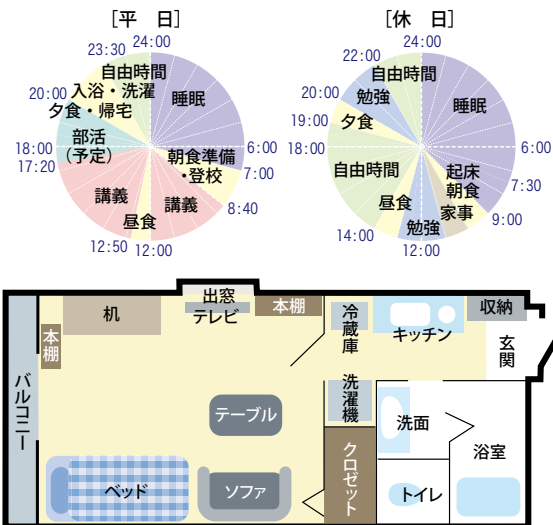 [平　日]
24:00
23:30
自由時間
入浴・洗濯
20:00
夕食・帰宅
睡眠
部活
(予定)
18:00
17:20
6:00
朝食準備
・登校
7:00
講義
講義
8:40
昼食
12:50
12:00
[休　日]
24:00
22:00
自由時間
20:00
勉強
睡眠
19:00
夕食
18:00
6:00
自由時間
起床
朝食
7:30
昼食
家事
9:00
勉強
14:00
12:00
机
出窓
テレビ
本棚
冷蔵庫
キッチン
収納
本棚
玄関
バルコニー
洗濯機
テーブル
洗面
クロゼット
浴室
ベッド
ソファ
トイレ